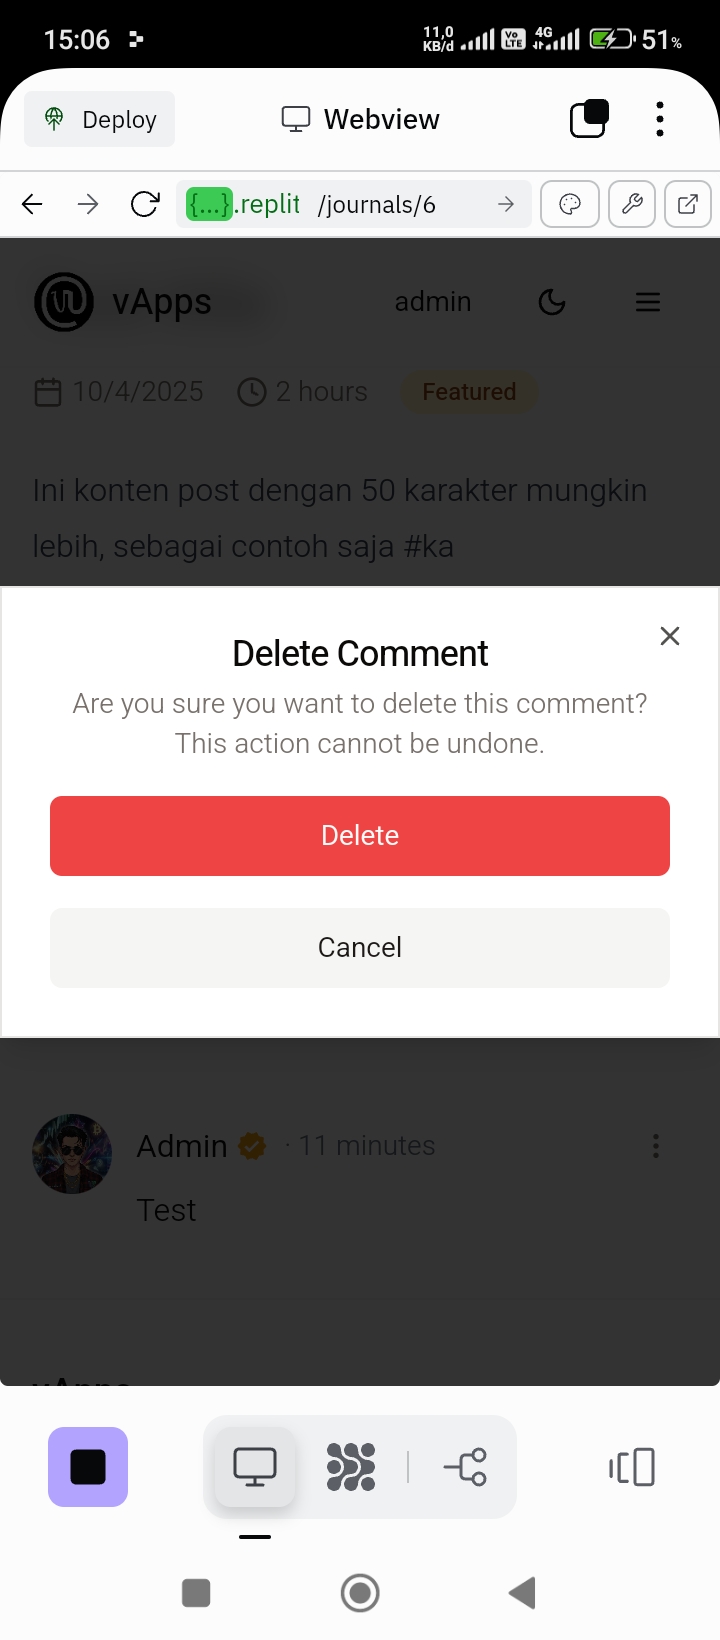 15:06
11,0 KB/d
Vo LTE
4G
51%
Deploy
Webview
{...}.replit /journals/6
vApps
admin
10/4/2025
2 hours
Featured
Ini konten post dengan 50 karakter mungkin
lebih, sebagai contoh saja #ka
Delete Comment
Are you sure you want to delete this comment?
This action cannot be undone.
Delete
Cancel
Admin · 11 minutes
Test